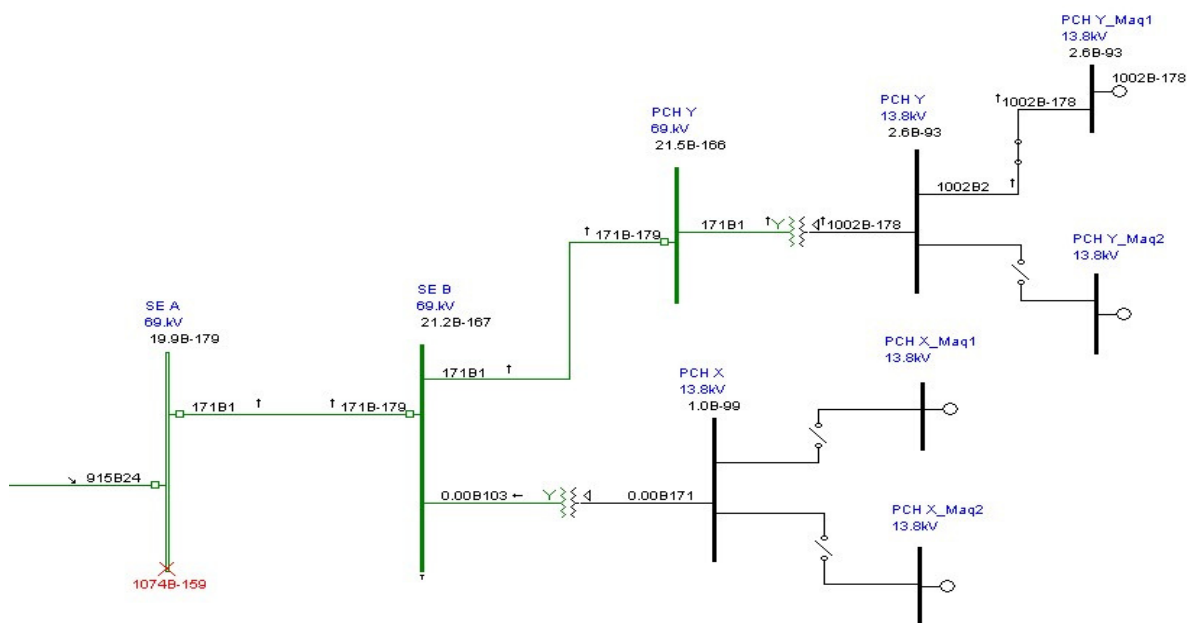 PCH Y_Maq1
13.8kV
2.6B-93
1002B-178
↑1002B-178
PCH Y
13.8kV
2.6B-93
PCH Y
69.kV
21.5B-166
1002B2 ↑
↑ 171B-179
171B1 ↑Y
Δ↑1002B-178
PCH Y_Maq2
13.8kV
SE A
69.kV
19.9B-179
SE B
69.kV
21.2B-167
171B1 ↑
PCH X_Maq1
13.8kV
PCH X
13.8kV
1.0B-99
171B1 ↑
↑ 171B-179
↘ 915B24
0.00B103 ← Y
Δ 0.00B171
PCH X_Maq2
13.8kV
1074B-159